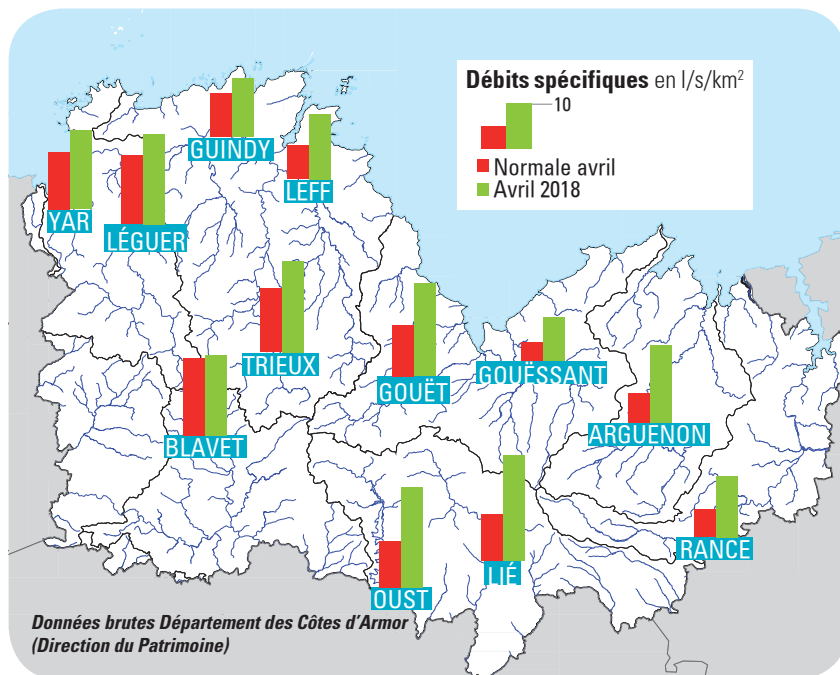 Débits spécifiques en l/s/km²
10
Normale avril
Avril 2018
GUINDY
LEFF
YAR
LÉGUER
TRIEUX
GOUËT
GOUËSSANT
BLAVET
ARGUENON
RANCE
LIÉ
OUST
Données brutes Département des Côtes d'Armor
(Direction du Patrimoine)